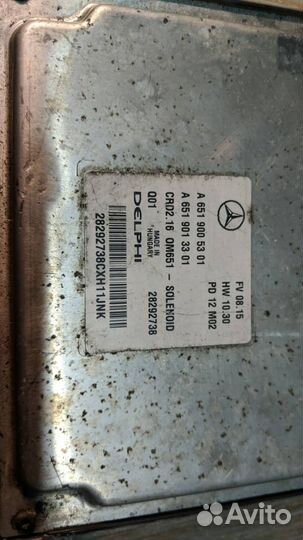 A 651 900 53 01
A 651 901 33 01
CRD2.16 OM651 - SOLENOID
Q01
28292738
MADE IN
HUNGARY
DELPHI
28292738CXH11JNK
FV 08.15
HW 10.30
PD 12 M02
Avito